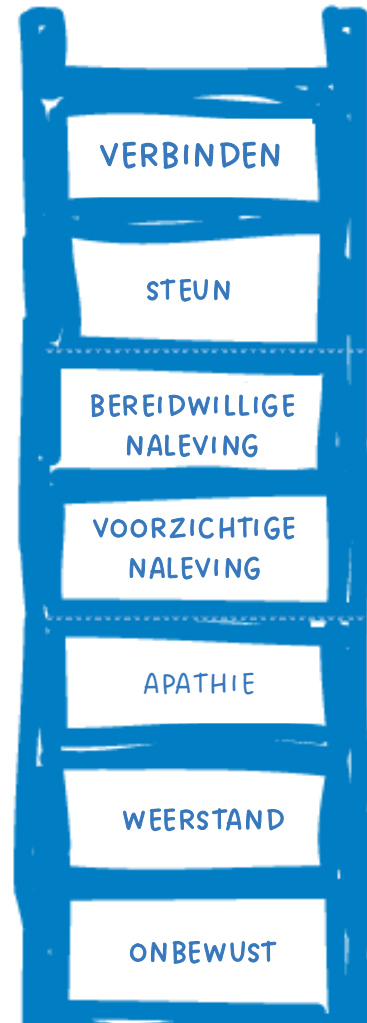 VERBINDEN
STEUN
BEREIDWILLIGE
NALEVING
VOORZICHTIGE
NALEVING
APATHIE
WEERSTAND
ONBEWUST